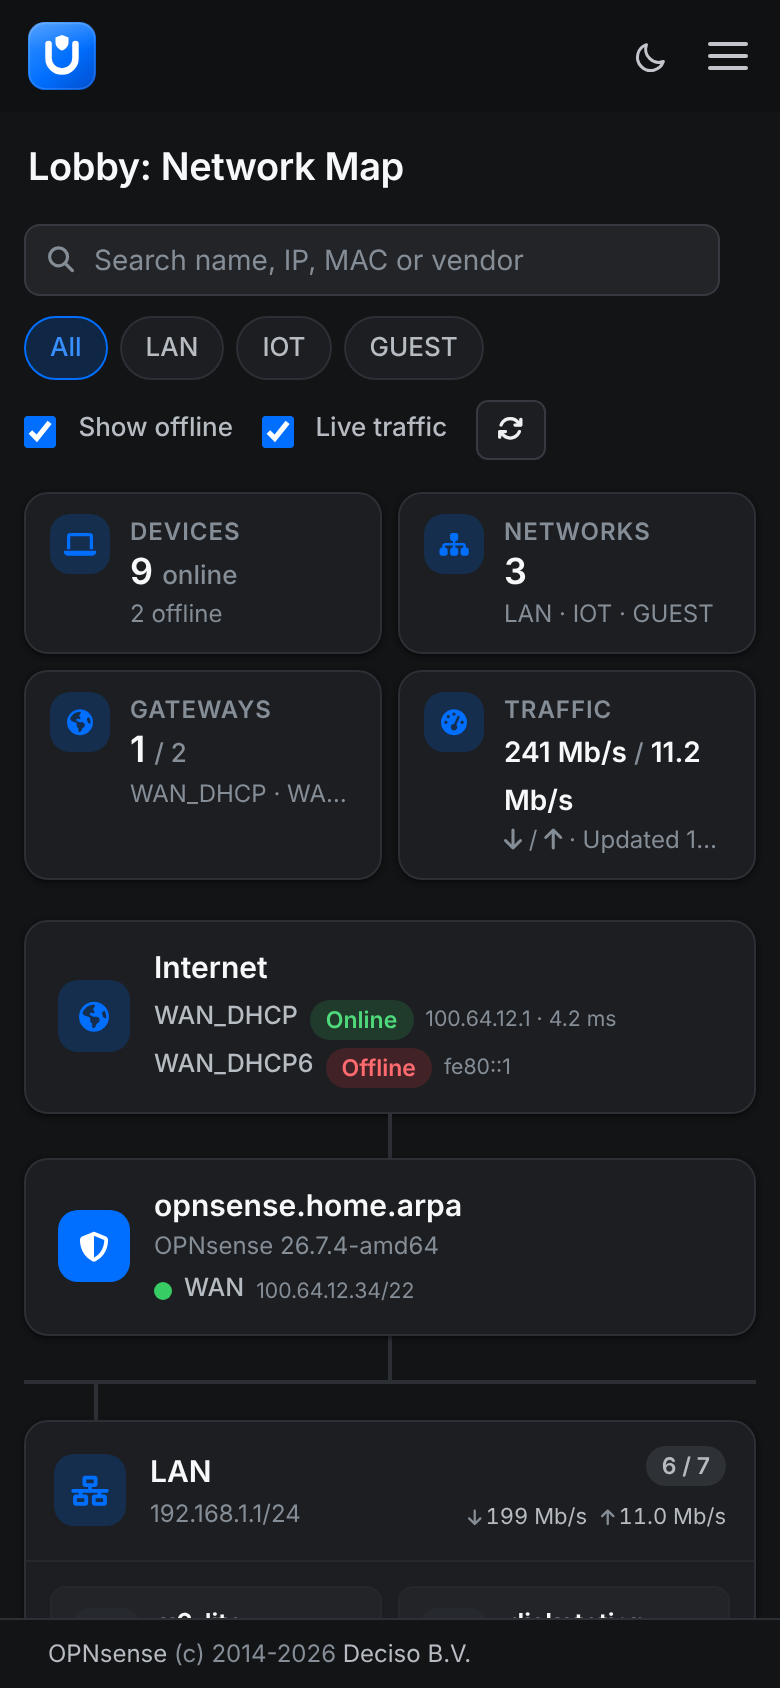 Lobby: Network Map
Search name, IP, MAC or vendor
All LAN IOT GUEST
Show offline Live traffic
DEVICES
9 online
2 offline
NETWORKS
3
LAN · IOT · GUEST
GATEWAYS
1 / 2
WAN_DHCP · WA...
TRAFFIC
241 Mb/s / 11.2
Mb/s
↓ / ↑ · Updated 1...
Internet
WAN_DHCP Online 100.64.12.1 · 4.2 ms
WAN_DHCP6 Offline fe80::1
opnsense.home.arpa
OPNsense 26.7.4-amd64
WAN 100.64.12.34/22
LAN
6 / 7
192.168.1.1/24
↓199 Mb/s ↑11.0 Mb/s
OPNsense (c) 2014-2026 Deciso B.V.